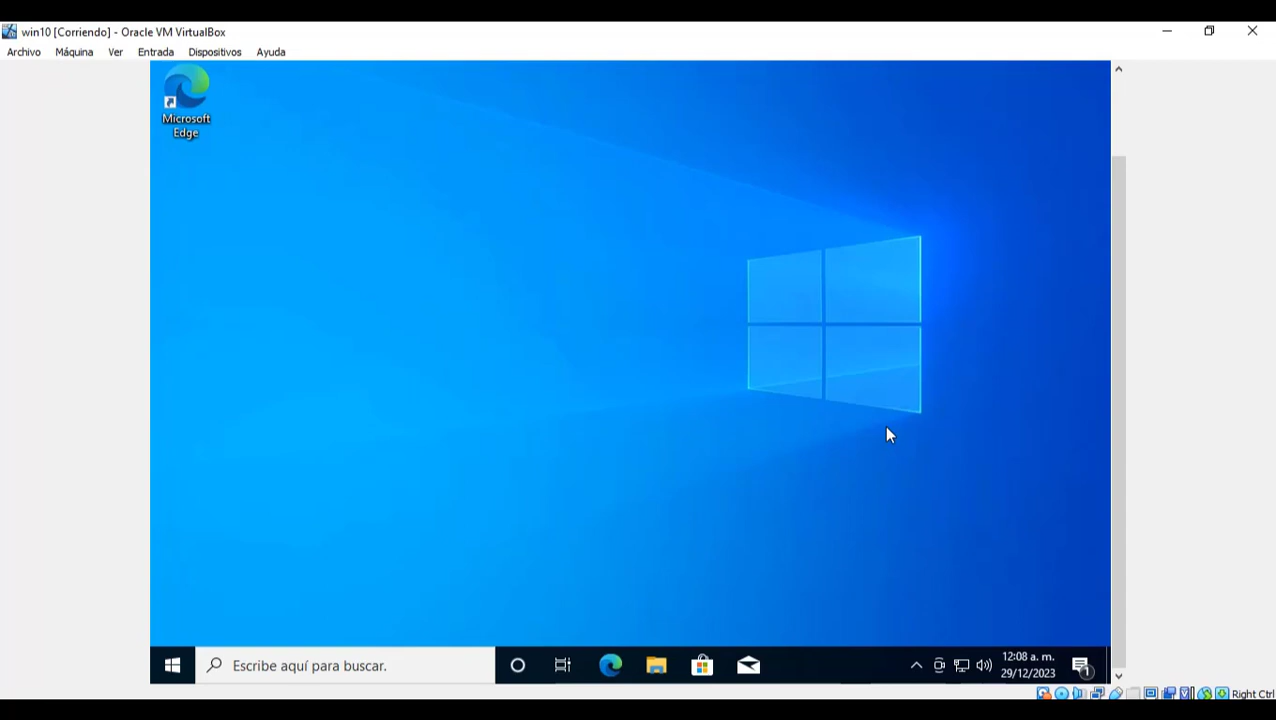 win10 [Corriendo] - Oracle VM VirtualBox
Archivo Máquina Ver Entrada Dispositivos Ayuda
Microsoft
Edge
Escribe aquí para buscar.
12:08 a. m.
29/12/2023
1
Right Ctrl